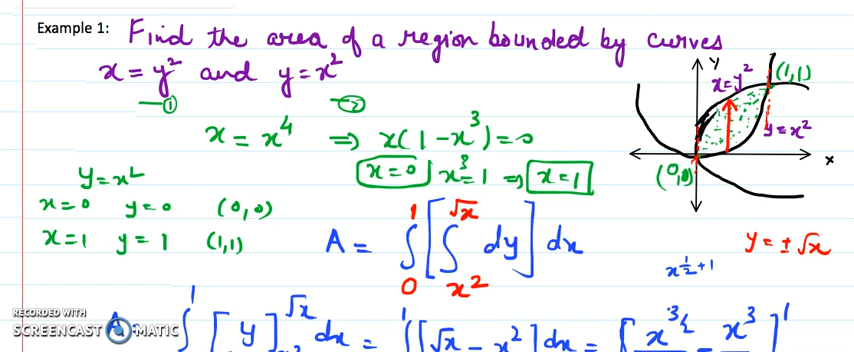 Example 1: Find the area of a region bounded by curves
x = y² and y = x²
① ②
x = x⁴ ⇒ x(1 − x³) = 0
x = 0 | x³ = 1 ⇒ x = 1
y = x²
x = 0 y = 0 (0,0)
x = 1 y = 1 (1,1)
A = ∫₀¹ [∫_{x²}^{√x} dy] dx
y
x = y²
(1,1)
y = x²
x
(0,0)
y = ± √x
x^{1/2 + 1}
A = ∫¹ [y]^{√x} dx = ∫¹ [√x − x²] dx = [x^{3/2} − x³]¹
RECORDED WITH
SCREENCAST MATIC